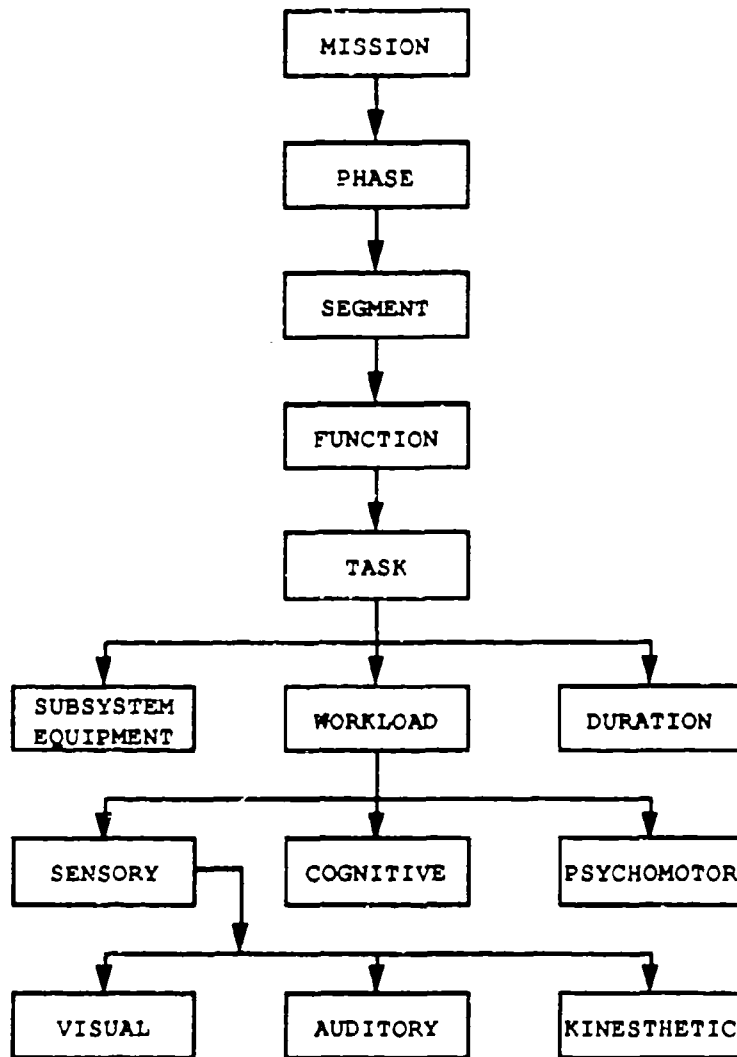 MISSION
PHASE
SEGMENT
FUNCTION
TASK
SUBSYSTEM
EQUIPMENT
WORKLOAD
DURATION
SENSORY
COGNITIVE
PSYCHOMOTOR
VISUAL
AUDITORY
KINESTHETIC